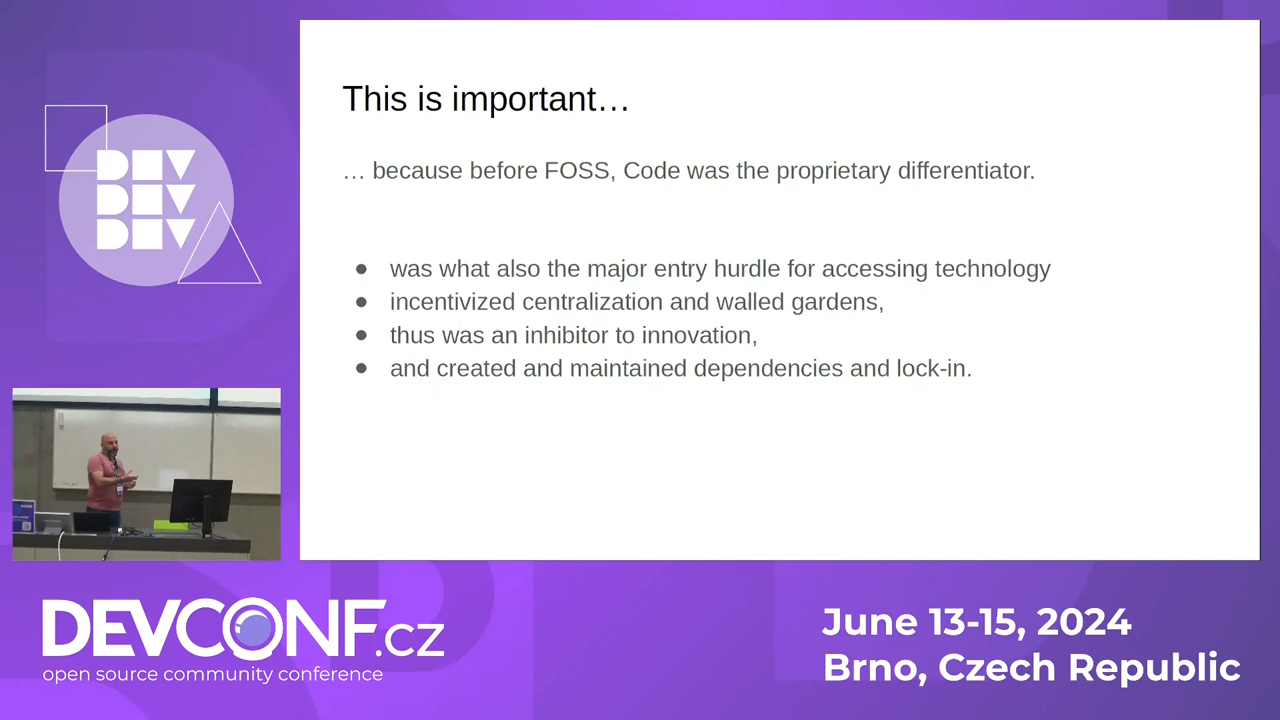 This is important…
… because before FOSS, Code was the proprietary differentiator.
● was what also the major entry hurdle for accessing technology
● incentivized centralization and walled gardens,
● thus was an inhibitor to innovation,
● and created and maintained dependencies and lock-in.
DEV
DEV
DEV
DEVCONF.cz
open source community conference
June 13-15, 2024
Brno, Czech Republic